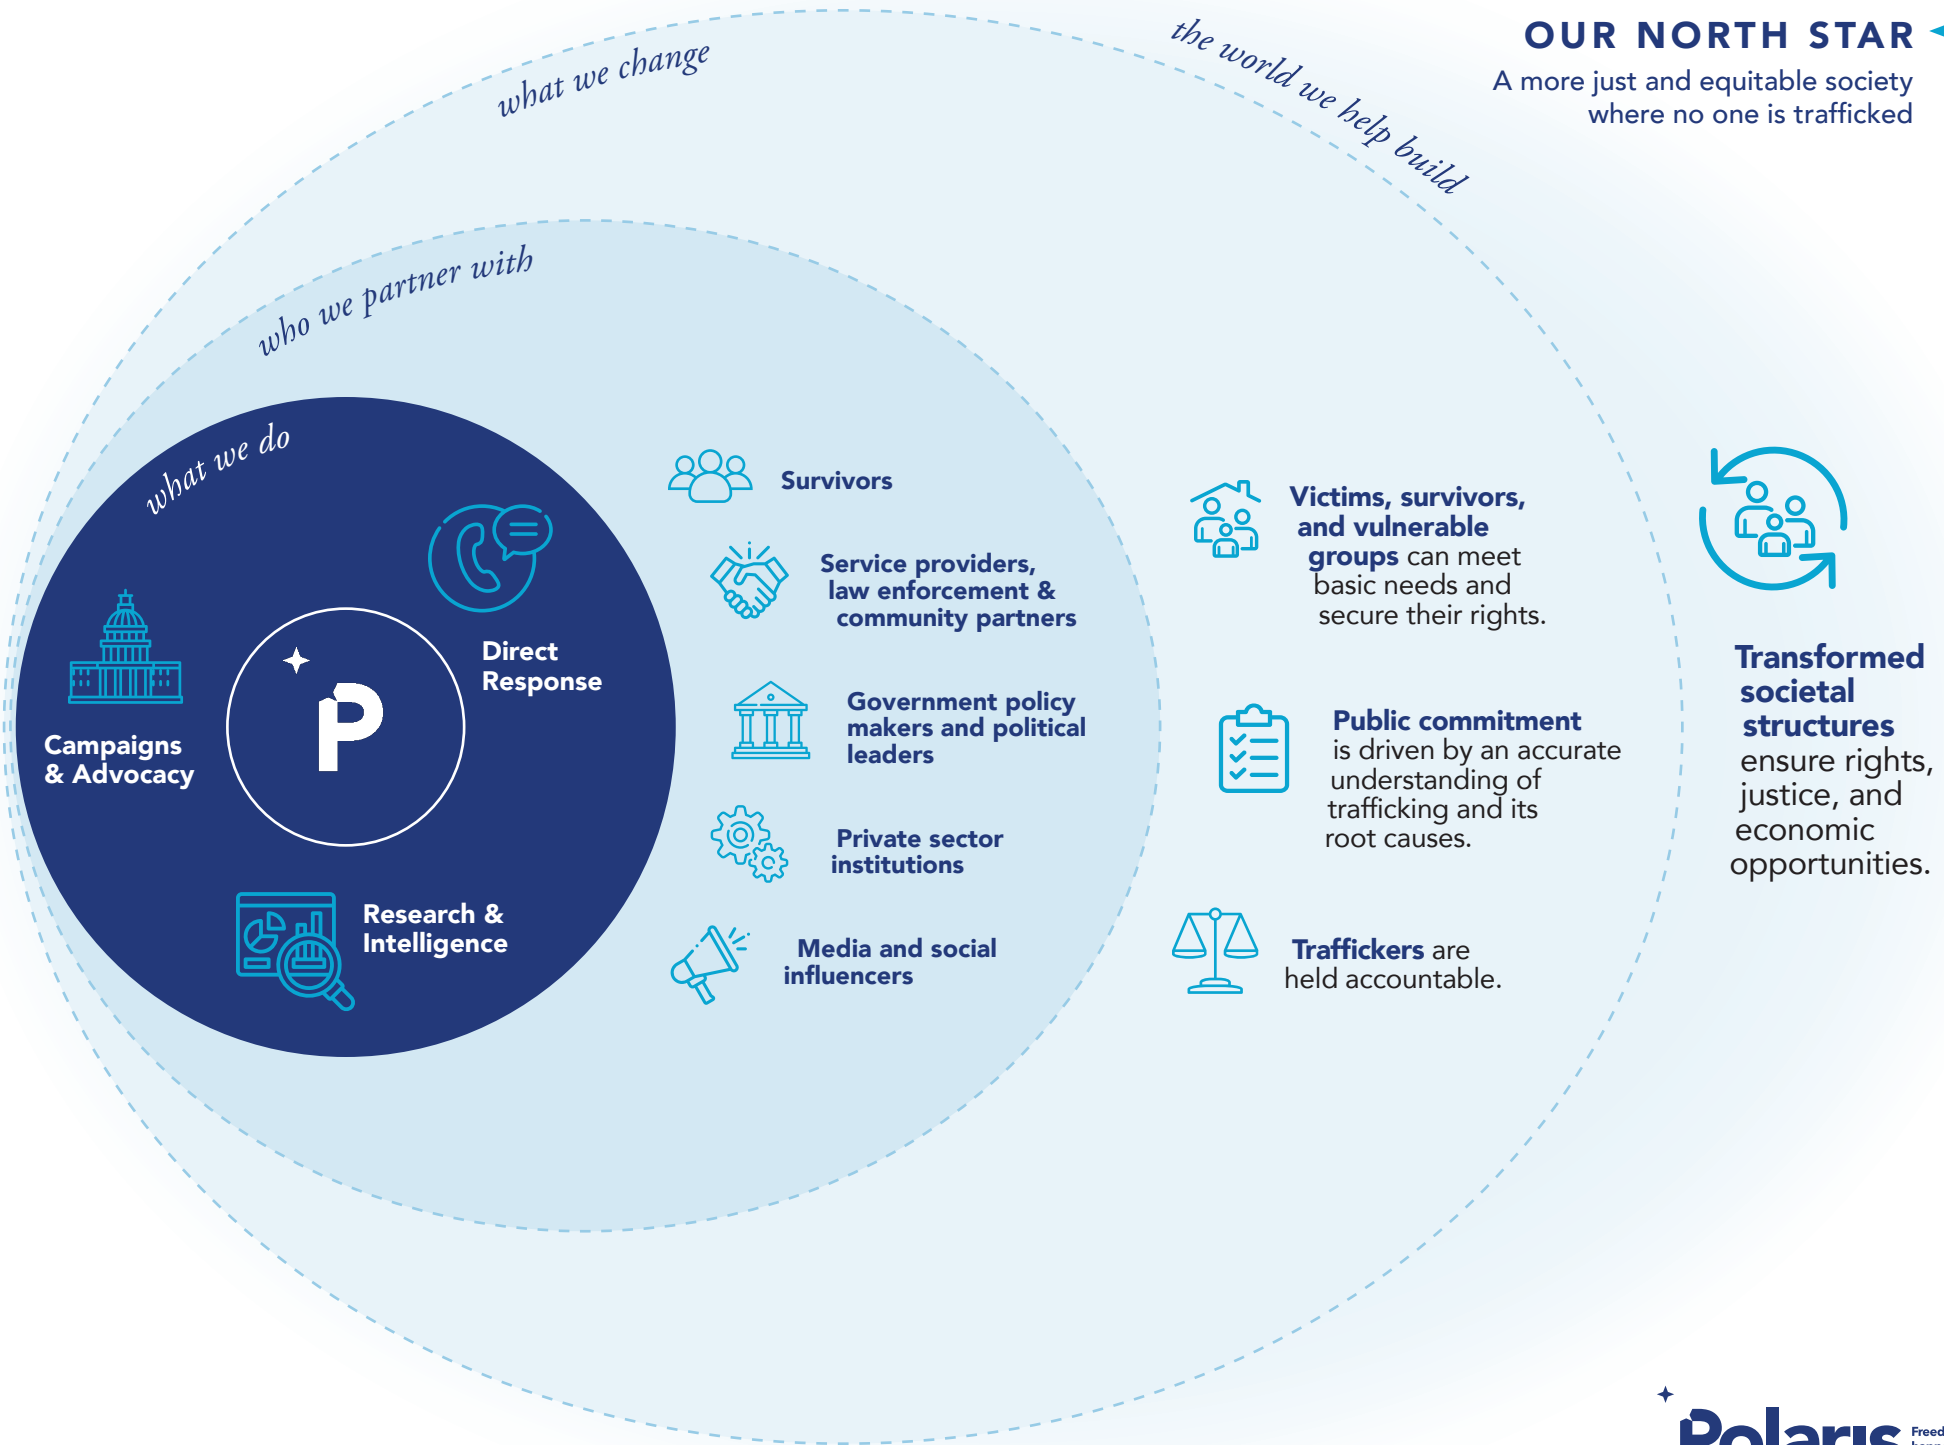 OUR NORTH STAR
A more just and equitable society
where no one is trafficked
the world we help build
what we change
who we partner with
what we do
Direct
Response
Campaigns
& Advocacy
P
Research &
Intelligence
Survivors
Service providers,
law enforcement &
community partners
Government policy
makers and political
leaders
Private sector
institutions
Media and social
influencers
Victims, survivors,
and vulnerable
groups can meet
basic needs and
secure their rights.
Public commitment
is driven by an accurate
understanding of
trafficking and its
root causes.
Traffickers are
held accountable.
Transformed
societal
structures
ensure rights,
justice, and
economic
opportunities.
Polaris